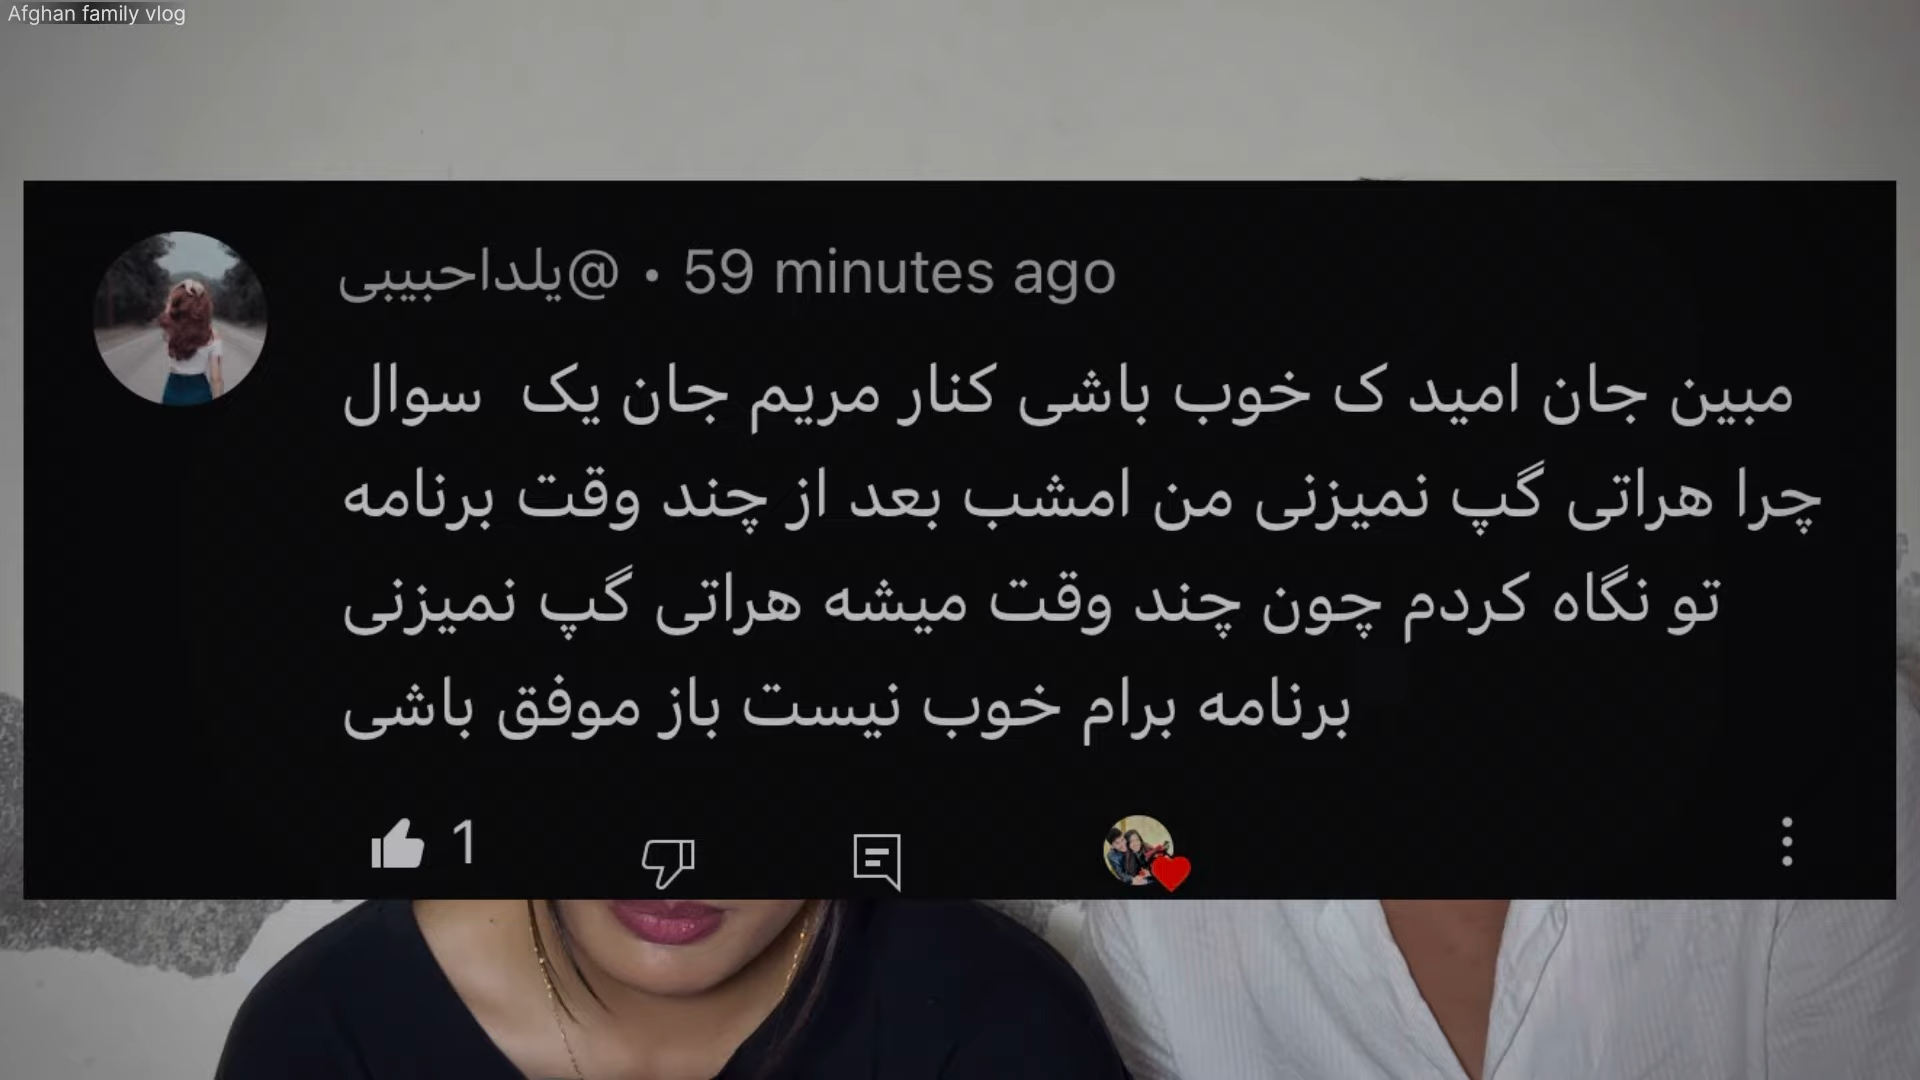 Afghan family vlog
@یلداحبیبی • 59 minutes ago
مبین جان امید ک خوب باشی کنار مریم جان یک سوال
چرا هراتی گپ نمیزنی من امشب بعد از چند وقت برنامه
تو نگاه کردم چون چند وقت میشه هراتی گپ نمیزنی
برنامه برام خوب نیست باز موفق باشی
1